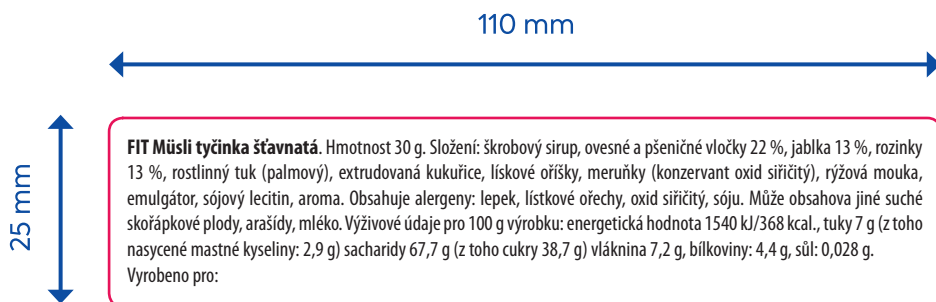 110 mm
25 mm
FIT Müsli tyčinka šťavnatá. Hmotnost 30 g. Složení: škrobový sirup, ovesné a pšeničné vločky 22 %, jablka 13 %, rozinky
13 %, rostlinný tuk (palmový), extrudovaná kukuřice, lískové oříšky, meruňky (konzervant oxid siřičitý), rýžová mouka,
emulgátor, sójový lecitin, aroma. Obsahuje alergeny: lepek, lístkové ořechy, oxid siřičitý, sóju. Může obsahova jiné suché
skořápkové plody, arašídy, mléko. Výživové údaje pro 100 g výrobku: energetická hodnota 1540 kJ/368 kcal., tuky 7 g (z toho
nasycené mastné kyseliny: 2,9 g) sacharidy 67,7 g (z toho cukry 38,7 g) vláknina 7,2 g, bílkoviny: 4,4 g, sůl: 0,028 g.
Vyrobeno pro: